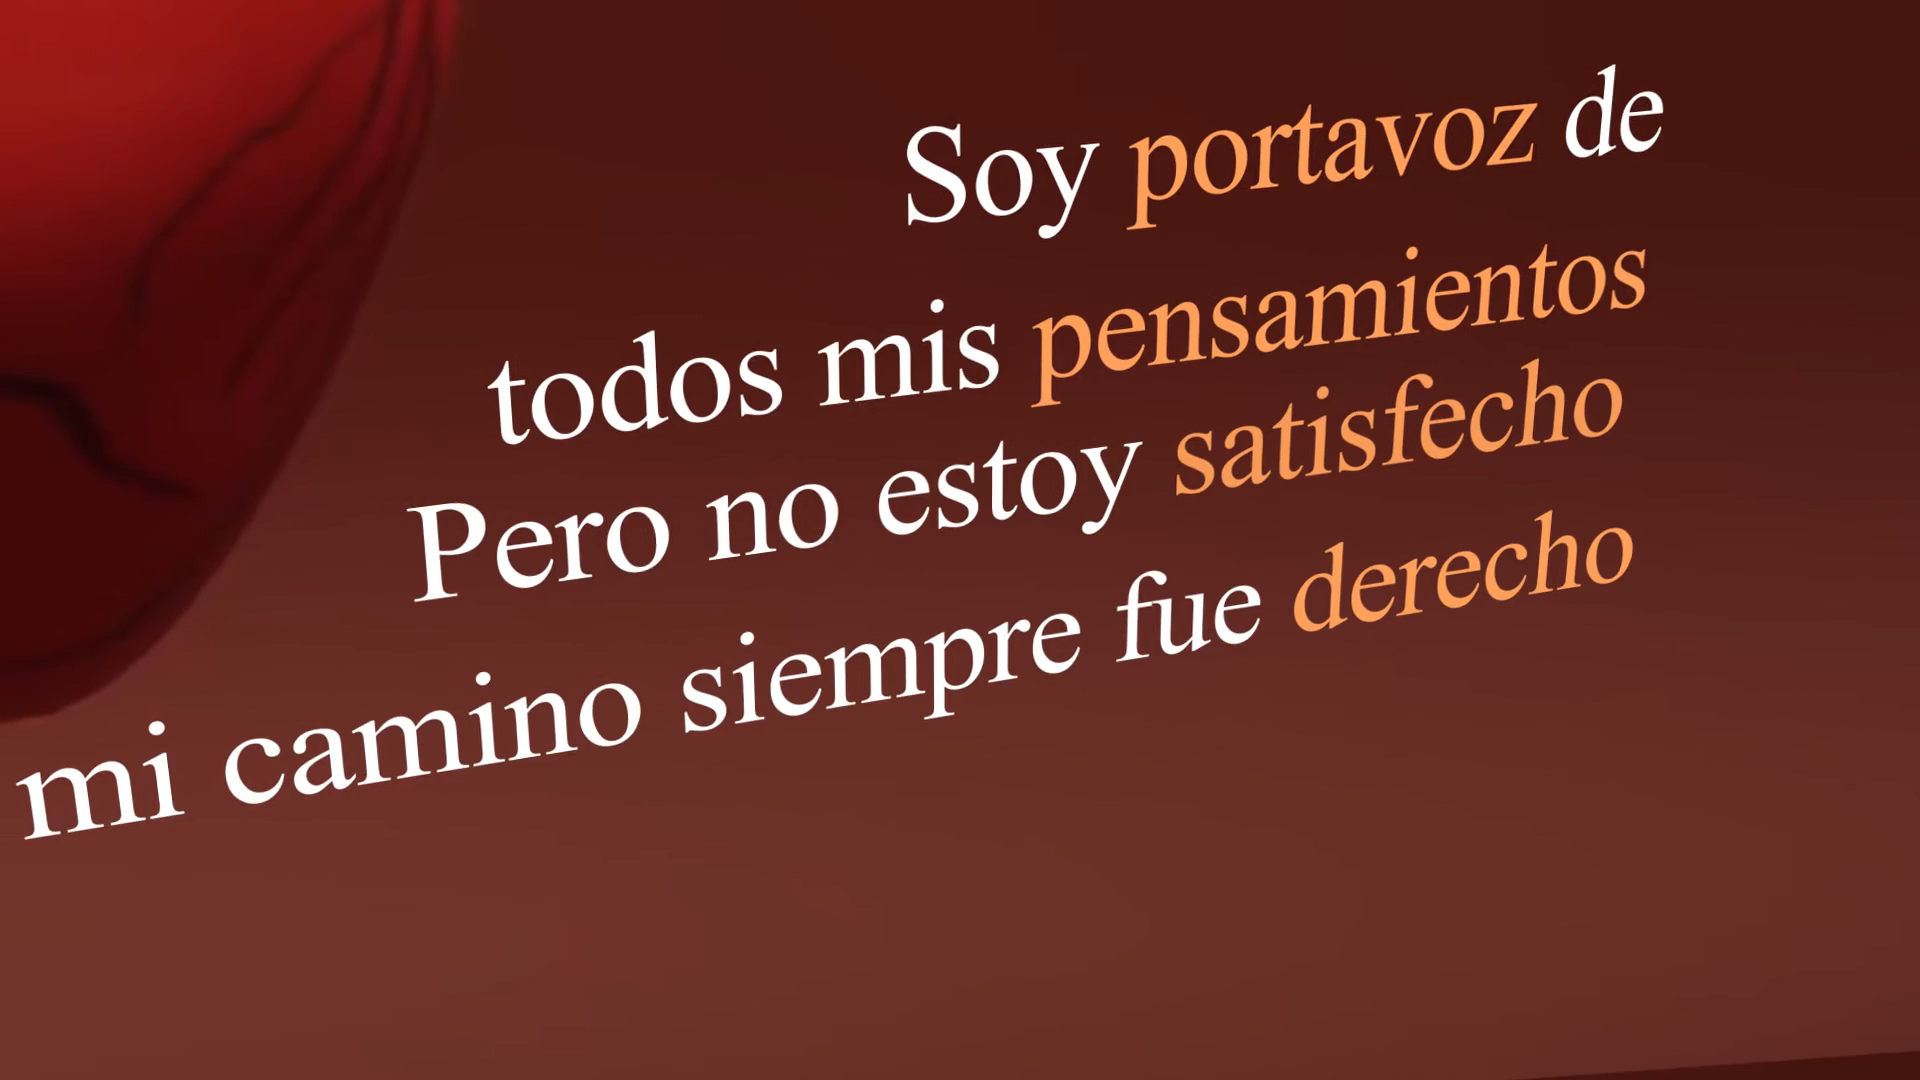 Soy portavoz de
todos mis pensamientos
Pero no estoy satisfecho
mi camino siempre fue derecho